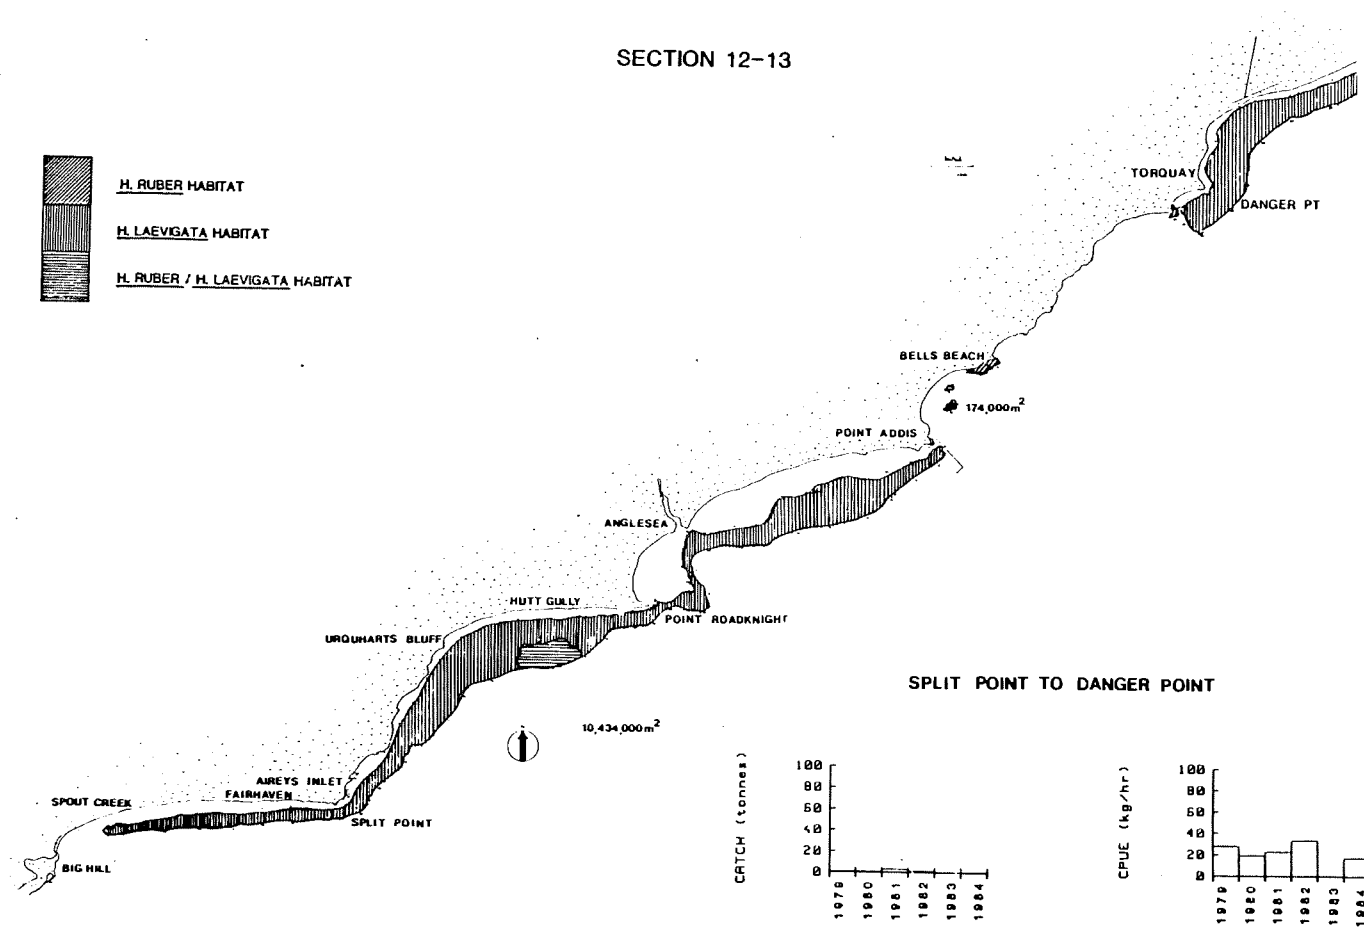 SECTION 12-13
H. RUBER HABITAT
H. LAEVIGATA HABITAT
H. RUBER / H. LAEVIGATA HABITAT
TORQUAY
DANGER PT
BELLS BEACH
174,000m²
POINT ADDIS
ANGLESEA
HUTT GULLY
POINT ROADKNIGHT
URQUHARTS BLUFF
10,434,000m²
AIREYS INLET
FAIRHAVEN
SPOUT CREEK
SPLIT POINT
BIG HILL
SPLIT POINT TO DANGER POINT
CATCH (tonnes)
100
80
60
40
20
0
1979
1980
1981
1982
1983
1984
CPUE (kg/hr)
100
80
60
40
20
0
1979
1980
1981
1982
1983
1984